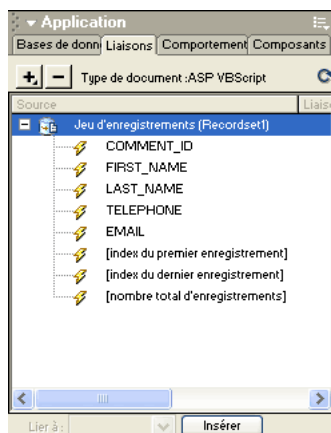 Application
Bases de donn Liaisons Comportement Composants
Type de document :ASP VBScript
Source Liais
Jeu d'enregistrements (Recordset1)
COMMENT_ID
FIRST_NAME
LAST_NAME
TELEPHONE
EMAIL
[index du premier enregistrement]
[index du dernier enregistrement]
[nombre total d'enregistrements]
Lier à : Insérer